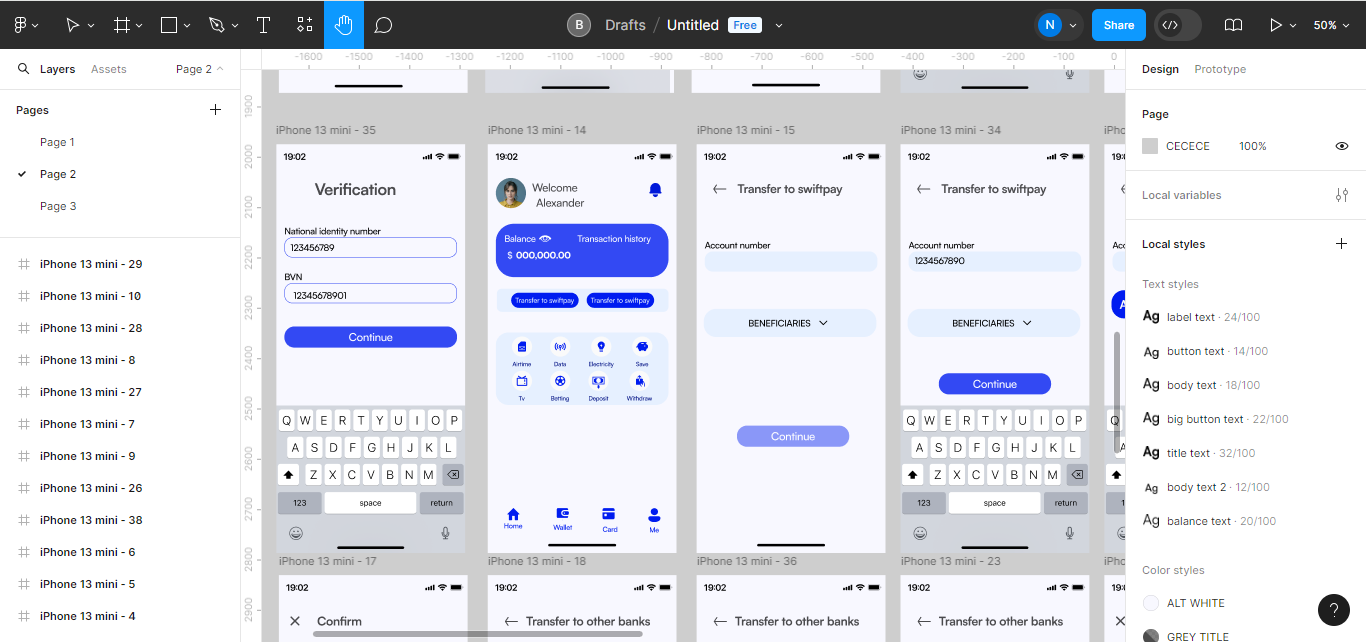 B Drafts / Untitled Free
N Share 50%
Layers Assets Page 2
Pages
Page 1
Page 2
Page 3
iPhone 13 mini - 29
iPhone 13 mini - 10
iPhone 13 mini - 28
iPhone 13 mini - 8
iPhone 13 mini - 27
iPhone 13 mini - 7
iPhone 13 mini - 9
iPhone 13 mini - 26
iPhone 13 mini - 38
iPhone 13 mini - 6
iPhone 13 mini - 5
iPhone 13 mini - 4
-1600 -1500 -1400 -1300 -1200 -1100 -1000 -900 -800 -700 -600 -500 -400 -300 -200 -100 0
1900
2000
2100
2200
2300
2400
2500
2600
2700
2800
2900
iPhone 13 mini - 35
19:02
Verification
National identity number
123456789
BVN
12345678901
Continue
Q W E R T Y U I O P
A S D F G H J K L
Z X C V B N M
123 space return
iPhone 13 mini - 14
19:02
Welcome
Alexander
Balance Transaction history
$ 000,000.00
Transfer to swiftpay Transfer to swiftpay
Airtime Data Electricity Save
Tv Betting Deposit Withdraw
Home Wallet Card Me
iPhone 13 mini - 15
19:02
Transfer to swiftpay
Account number
BENEFICIARIES
Continue
iPhone 13 mini - 34
19:02
Transfer to swiftpay
Account number
1234567890
BENEFICIARIES
Continue
Q W E R T Y U I O P
A S D F G H J K L
Z X C V B N M
123 space return
iPhone 13 mini - 17
19:02
Confirm
iPhone 13 mini - 18
19:02
Transfer to other banks
iPhone 13 mini - 36
19:02
Transfer to other banks
iPhone 13 mini - 23
19:02
Transfer to other banks
Design Prototype
Page
CECECE 100%
Local variables
Local styles
Text styles
Ag label text · 24/100
Ag button text · 14/100
Ag body text · 18/100
Ag big button text · 22/100
Ag title text · 32/100
Ag body text 2 · 12/100
Ag balance text · 20/100
Color styles
ALT WHITE
GREY TITLE
?